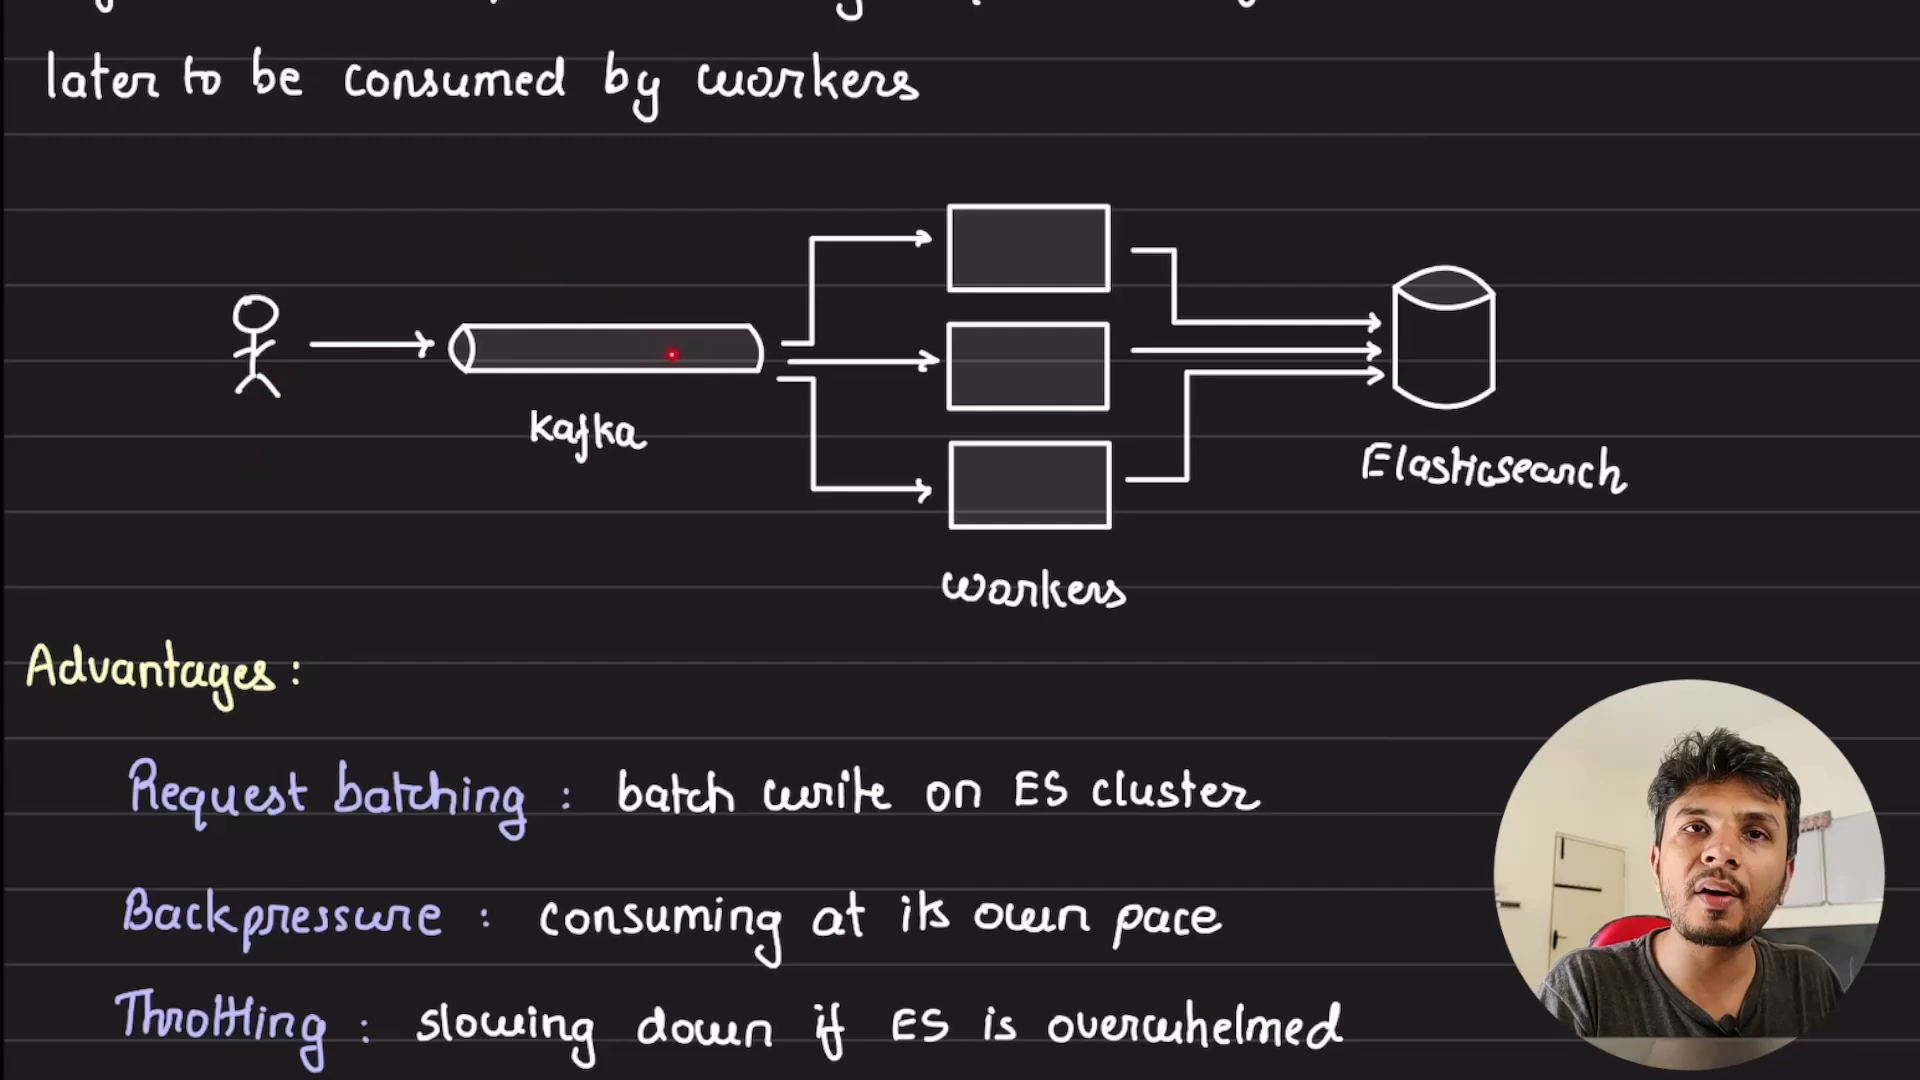 later to be consumed by workers
Kafka
Elasticsearch
workers
Advantages:
Request batching : batch write on ES cluster
Backpressure : consuming at its own pace
Throttling : slowing down if ES is overwhelmed